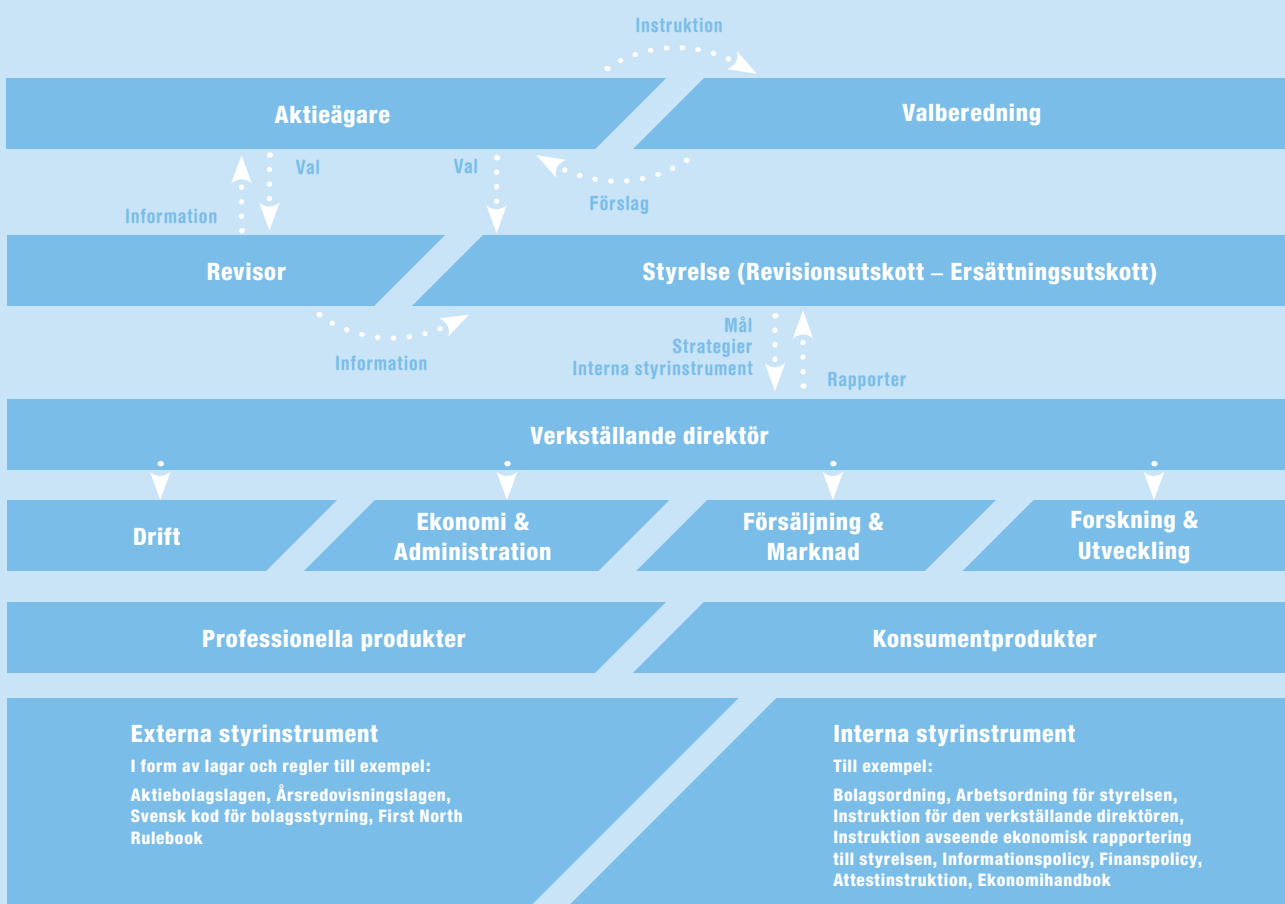 Instruktion
Aktieägare
Valberedning
Val
Val
Förslag
Information
Revisor
Styrelse (Revisionsutskott – Ersättningsutskott)
Information
Mål
Strategier
Interna styrinstrument
Rapporter
Verkställande direktör
Drift
Ekonomi &
Administration
Försäljning &
Marknad
Forskning &
Utveckling
Professionella produkter
Konsumentprodukter
Externa styrinstrument
I form av lagar och regler till exempel:
Aktiebolagslagen, Årsredovisningslagen,
Svensk kod för bolagsstyrning, First North
Rulebook
Interna styrinstrument
Till exempel:
Bolagsordning, Arbetsordning för styrelsen,
Instruktion för den verkställande direktören,
Instruktion avseende ekonomisk rapportering
till styrelsen, Informationspolicy, Finanspolicy,
Attestinstruktion, Ekonomihandbok